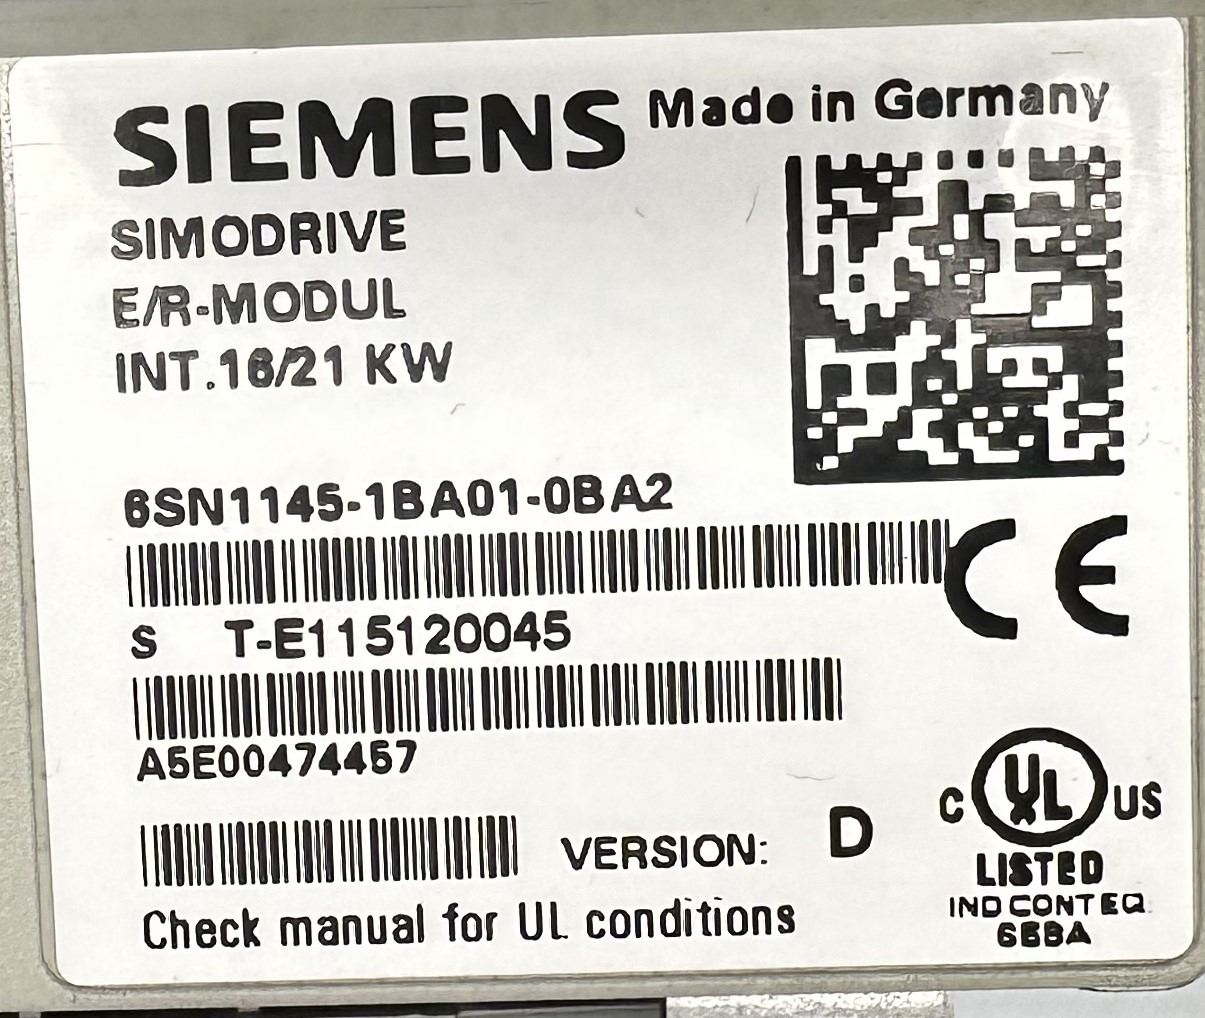 SIEMENS Made in Germany
SIMODRIVE
E/R-MODUL
INT.16/21 KW
6SN1145-1BA01-0BA2
S T-E115120045
A5E00474457
VERSION: D
Check manual for UL conditions
CE
C UL US
LISTED
IND CONT EQ